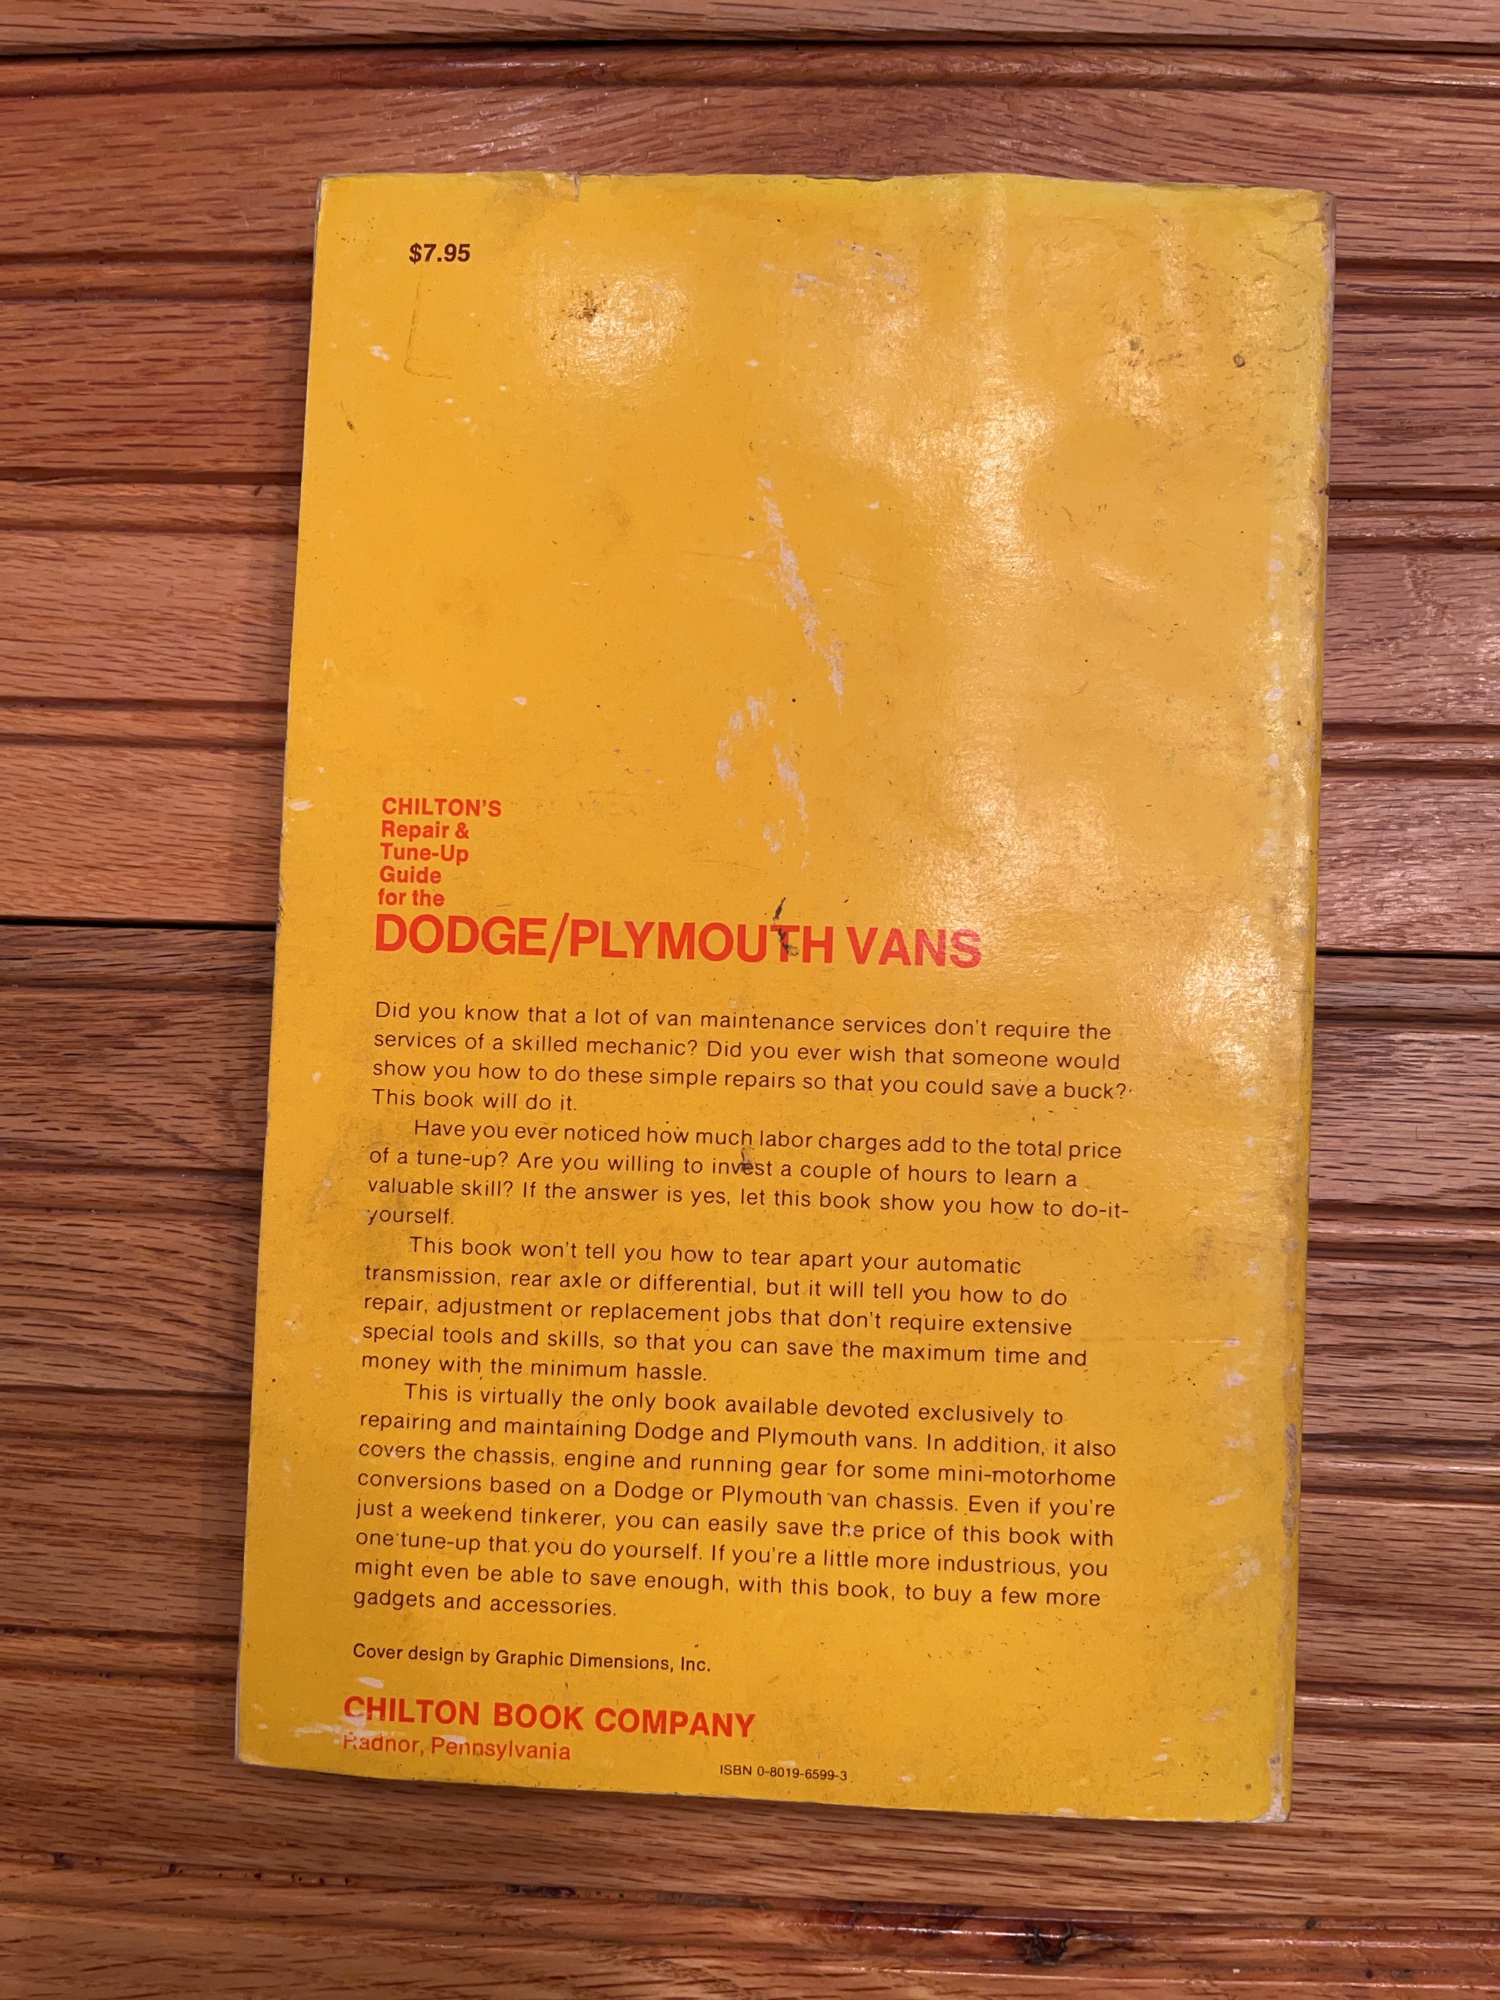 $7.95
CHILTON'S
Repair &
Tune-Up
Guide
for the
DODGE/PLYMOUTH VANS
Did you know that a lot of van maintenance services don't require the
services of a skilled mechanic? Did you ever wish that someone would
show you how to do these simple repairs so that you could save a buck?
This book will do it.
Have you ever noticed how much labor charges add to the total price
of a tune-up? Are you willing to invest a couple of hours to learn a
valuable skill? If the answer is yes, let this book show you how to do-it-
yourself.
This book won't tell you how to tear apart your automatic
transmission, rear axle or differential, but it will tell you how to do
repair, adjustment or replacement jobs that don't require extensive
special tools and skills, so that you can save the maximum time and
money with the minimum hassle.
This is virtually the only book available devoted exclusively to
repairing and maintaining Dodge and Plymouth vans. In addition, it also
covers the chassis, engine and running gear for some mini-motorhome
conversions based on a Dodge or Plymouth van chassis. Even if you're
just a weekend tinkerer, you can easily save the price of this book with
one tune-up that you do yourself. If you're a little more industrious, you
might even be able to save enough, with this book, to buy a few more
gadgets and accessories.
Cover design by Graphic Dimensions, Inc.
CHILTON BOOK COMPANY
Radnor, Pennsylvania
ISBN 0-8019-6599-3